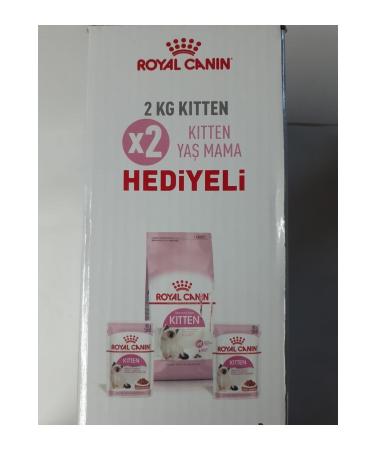 ROYAL CANIN
2 KG KITTEN
x2
KITTEN
YAŞ MAMA
HEDİYELİ
ROYAL CANIN
KITTEN
ROYAL CANIN
KITTEN
ROYAL CANIN
KITTEN